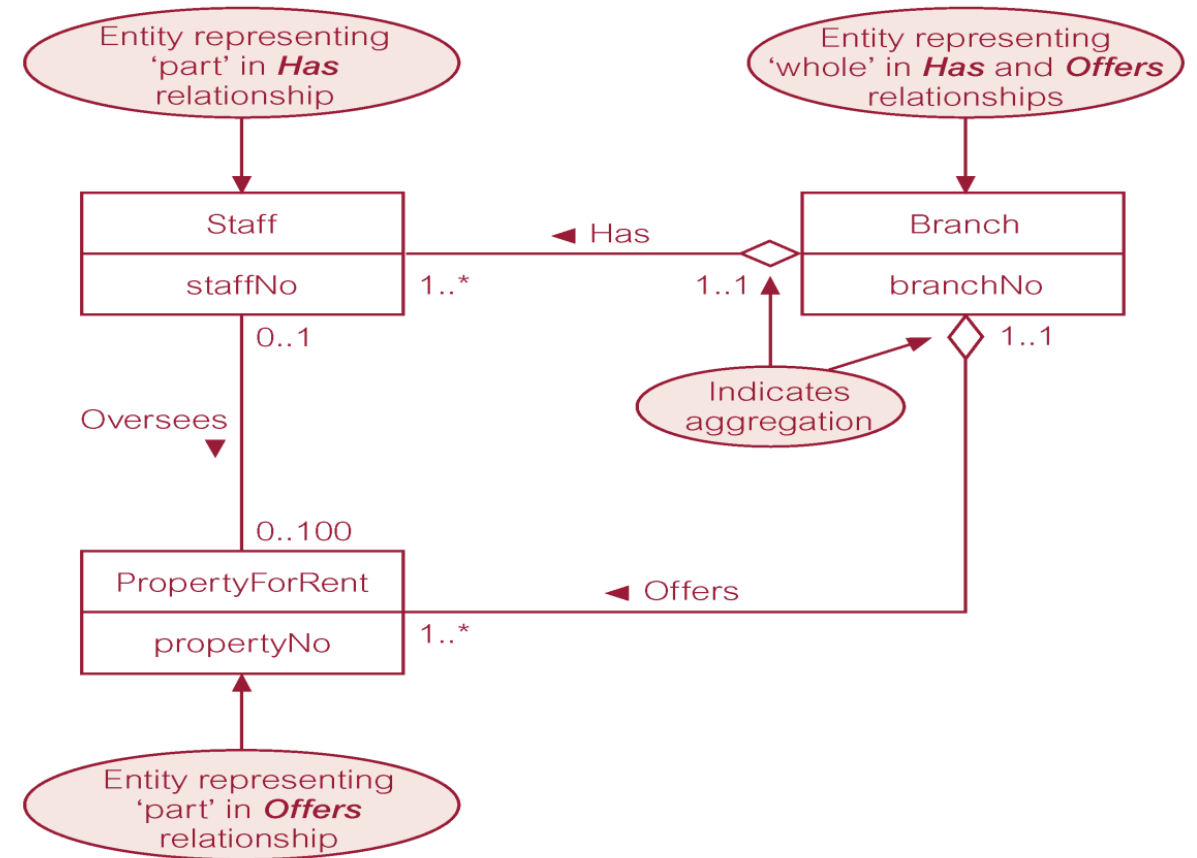 Entity representing
‘part’ in Has
relationship
Entity representing
‘whole’ in Has and Offers
relationships
Staff
staffNo
◄ Has
1..*
1..1
Branch
branchNo
0..1
1..1
Indicates
aggregation
Oversees
▼
0..100
PropertyForRent
propertyNo
◄ Offers
1..*
Entity representing
‘part’ in Offers
relationship